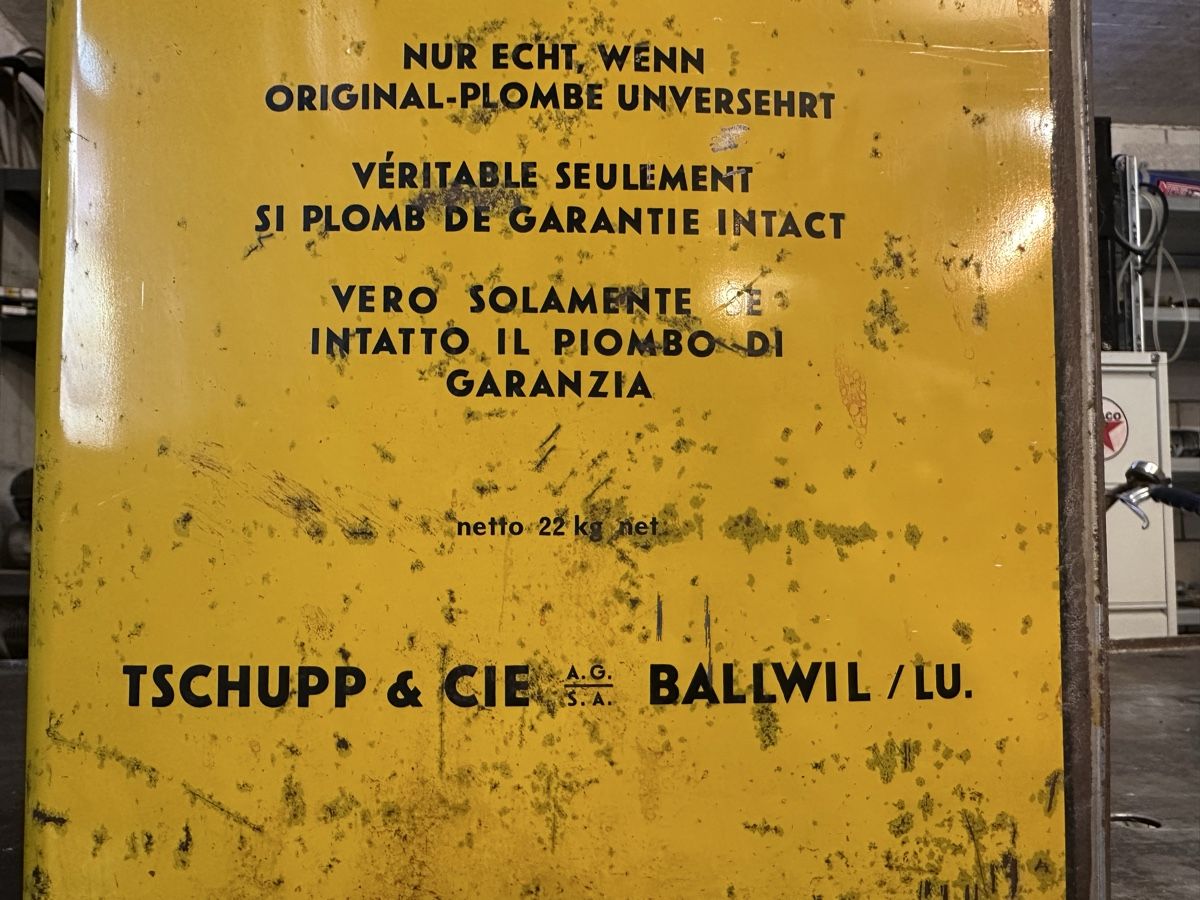 NUR ECHT, WENN
ORIGINAL-PLOMBE UNVERSEHRT
VÉRITABLE SEULEMENT
SI PLOMB DE GARANTIE INTACT
VERO SOLAMENTE SE
INTATTO IL PIOMBO DI
GARANZIA
netto 22 kg net
TSCHUPP & CIE A.G. / S.A. BALLWIL / LU.